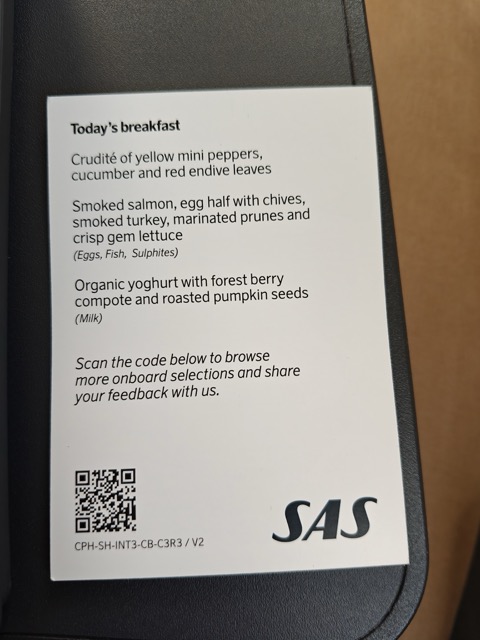 Today's breakfast
Crudité of yellow mini peppers,
cucumber and red endive leaves
Smoked salmon, egg half with chives,
smoked turkey, marinated prunes and
crisp gem lettuce
(Eggs, Fish, Sulphites)
Organic yoghurt with forest berry
compote and roasted pumpkin seeds
(Milk)
Scan the code below to browse
more onboard selections and share
your feedback with us.
CPH-SH-INT3-CB-C3R3 / V2
SAS